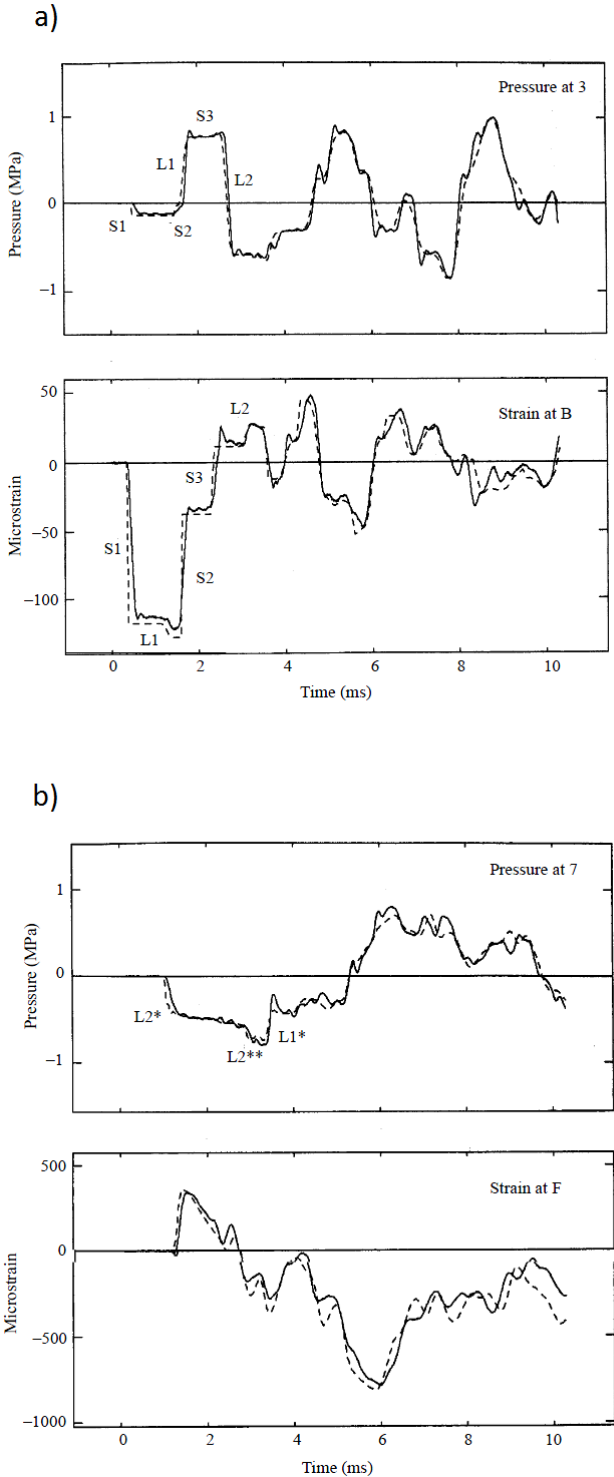 a)
Pressure at 3
1
S3
L1
L2
Pressure (MPa)
0
S1
S2
−1
50
L2
Strain at B
0
S3
Microstrain
−50
S1
S2
−100
L1
0 2 4 6 8 10
Time (ms)
b)
Pressure at 7
1
Pressure (MPa)
0
L2*
L1*
L2**
−1
500
Strain at F
0
Microstrain
−500
−1000
0 2 4 6 8 10
Time (ms)